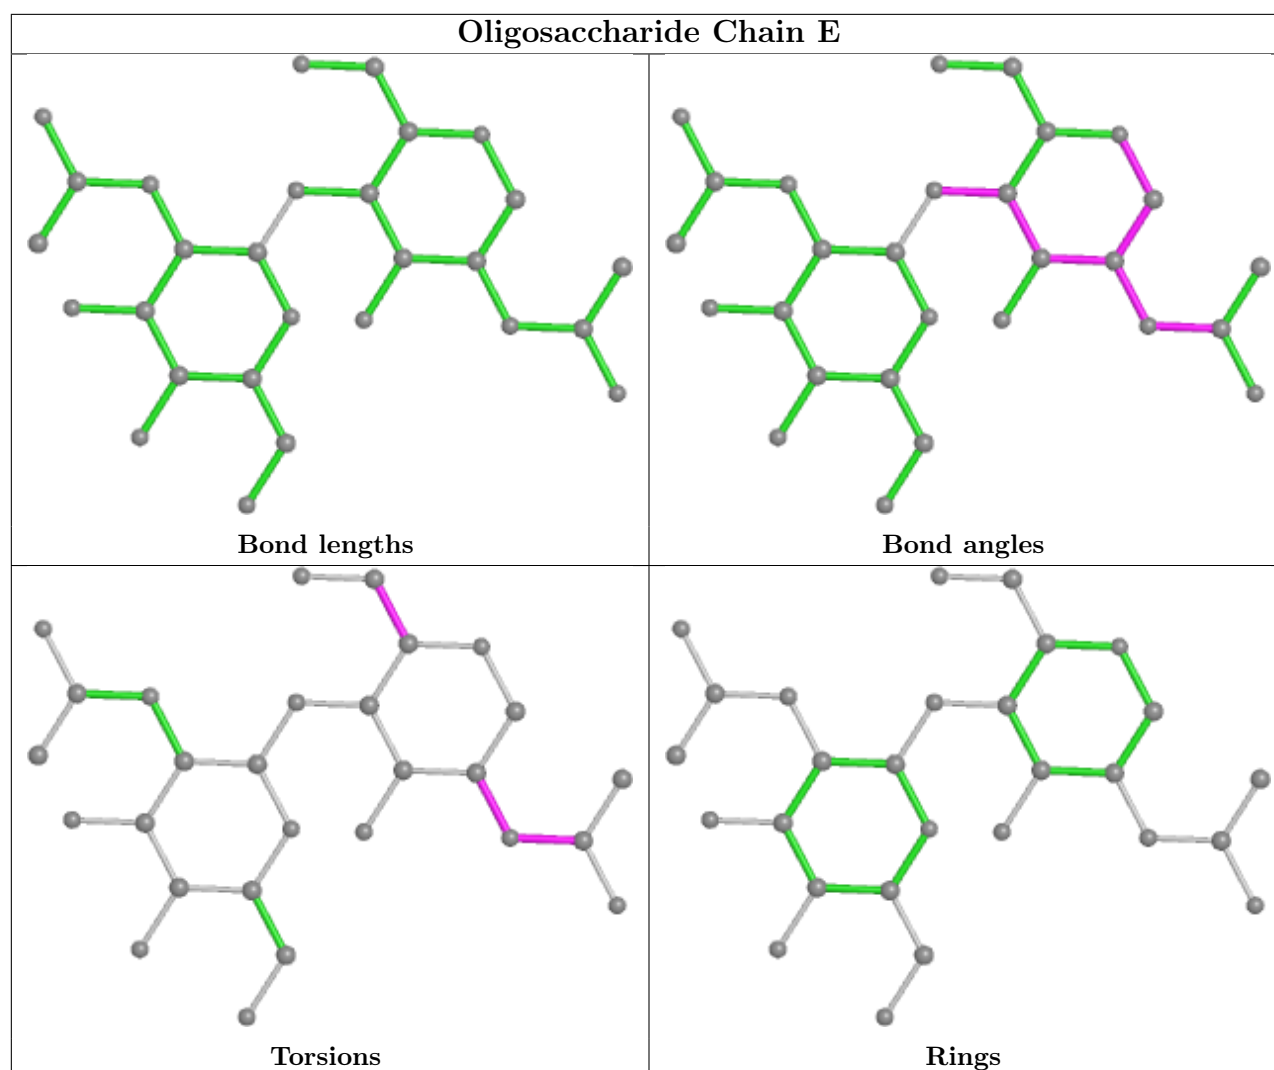 Oligosaccharide Chain E
Bond lengths
Bond angles
Torsions
Rings